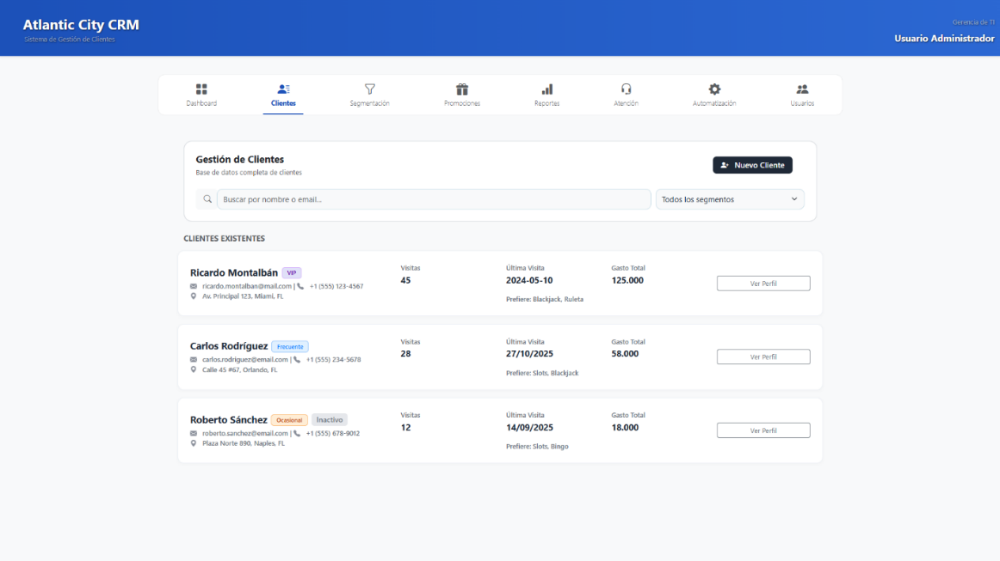 Atlantic City CRM
Sistema de Gestión de Clientes
Gerencia de TI
Usuario Administrador
Dashboard
Clientes
Segmentación
Promociones
Reportes
Atención
Automatización
Usuarios
Gestión de Clientes
Base de datos completa de clientes
Nuevo Cliente
Buscar por nombre o email...
Todos los segmentos
CLIENTES EXISTENTES
Ricardo Montalbán VIP
ricardo.montalban@mail.com | +1 (555) 123-4567
Av. Principal 123, Miami, FL
Visitas
45
Última Visita
2024-05-10
Prefiere: Blackjack, Ruleta
Gasto Total
125.000
Ver Perfil
Carlos Rodríguez Frecuente
carlos.rodriguez@email.com | +1 (555) 234-5678
Calle 45 #67, Orlando, FL
Visitas
28
Última Visita
27/10/2025
Prefiere: Slots, Blackjack
Gasto Total
58.000
Ver Perfil
Roberto Sánchez Ocasional Inactivo
roberto.sanchez@email.com | +1 (555) 678-9012
Plaza Norte 890, Naples, FL
Visitas
12
Última Visita
14/09/2025
Prefiere: Slots, Bingo
Gasto Total
18.000
Ver Perfil